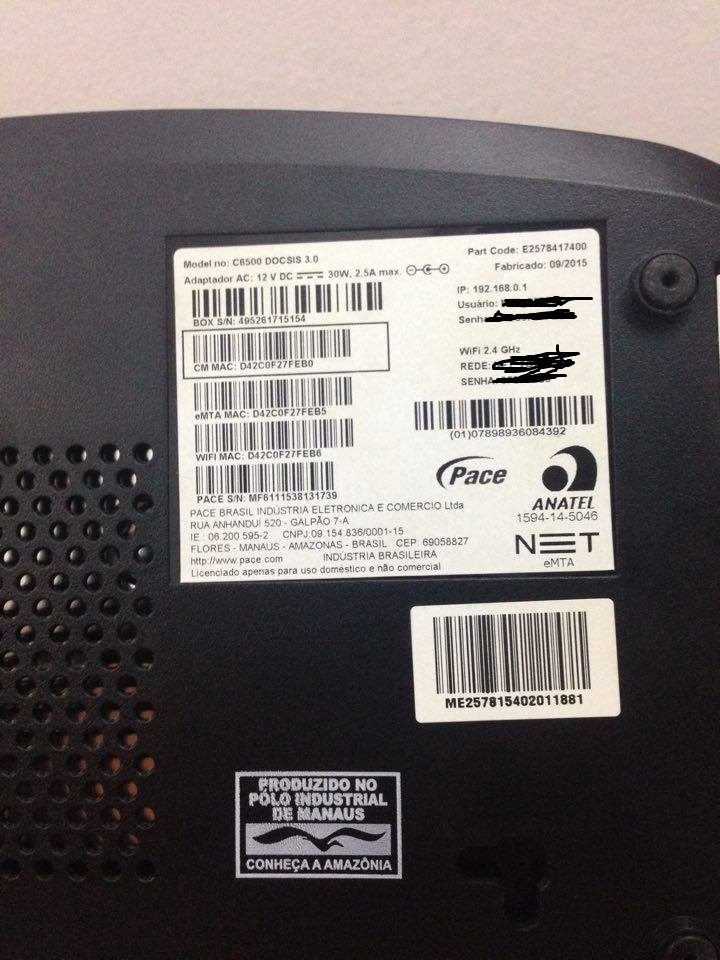 Model no: C6500 DOCSIS 3.0
Adaptador AC: 12 V DC 30W, 2.5A max.
BOX S/N: 495261715154
CM MAC: D42C0F27FEB0
eMTA MAC: D42C0F27FEB5
WIFI MAC: D42C0F27FEB6
PACE S/N: MF6111538131739
Part Code: E2578417400
Fabricado: 09/2015
IP: 192.168.0.1
Usuário:
WiFi 2.4 GHz
REDE:
SENHA
(01)07898936084392
Pace
ANATEL
1594-14-5046
NET
eMTA
PACE BRASIL INDÚSTRIA ELETRONICA E COMERCIO Ltda
RUA ANHANDUÍ 520 - GALPÃO 7-A
IE : 06 200 595-2 CNPJ: 09.154.836/0001-15
FLORES - MANAUS - AMAZONAS - BRASIL CEP: 69058827
http://www.pace.com INDÚSTRIA BRASILEIRA
Licenciado apenas para uso doméstico e não comercial
ME257815402011881
PRODUZIDO NO
PÓLO INDUSTRIAL
DE MANAUS
CONHEÇA A AMAZÔNIA